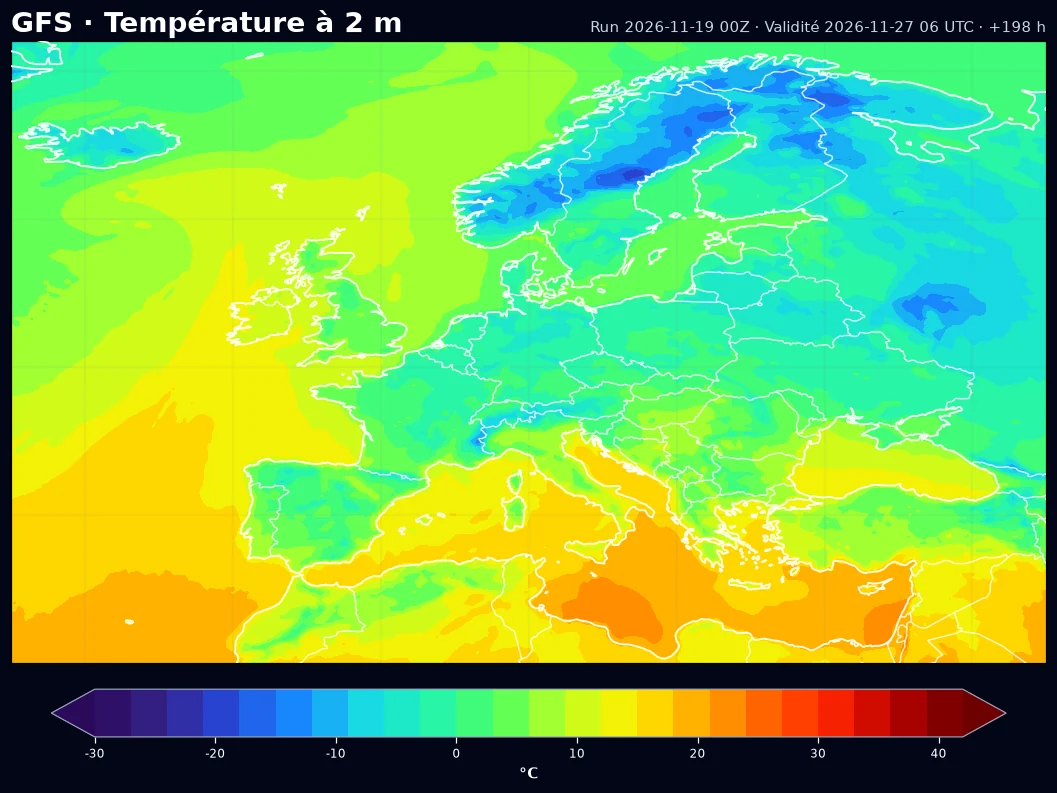 GFS · Température à 2 m
Run 2026-11-19 00Z · Validité 2026-11-27 06 UTC · +198 h
-30 -20 -10 0 10 20 30 40
°C